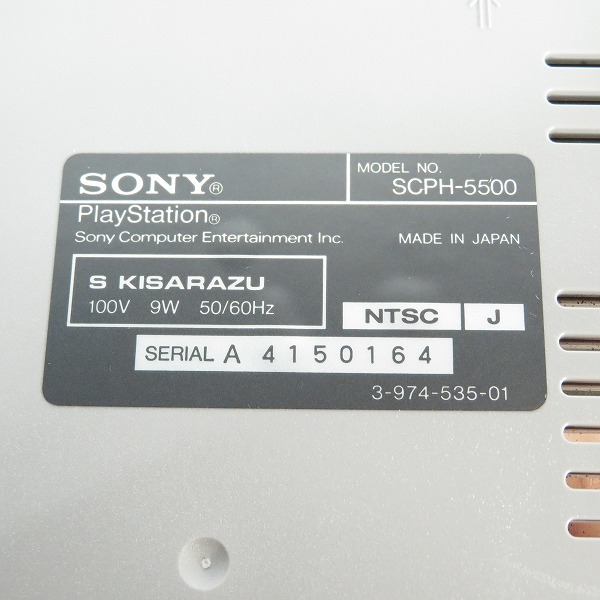 SONY®
MODEL NO.
SCPH-5500
PlayStation®
Sony Computer Entertainment Inc.
MADE IN JAPAN
S KISARAZU
100V 9W 50/60Hz
NTSC J
SERIAL A 4150164
3-974-535-01